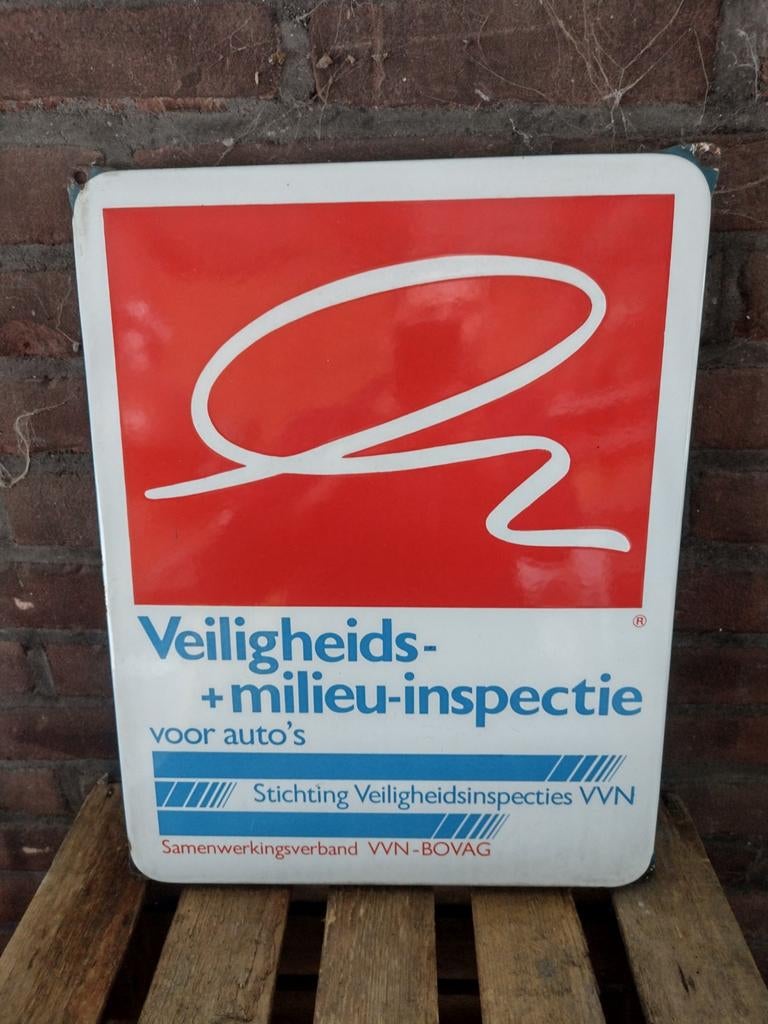 ®
Veiligheids-
+milieu-inspectie
voor auto's
Stichting Veiligheidsinspecties VVN
Samenwerkingsverband VVN-BOVAG